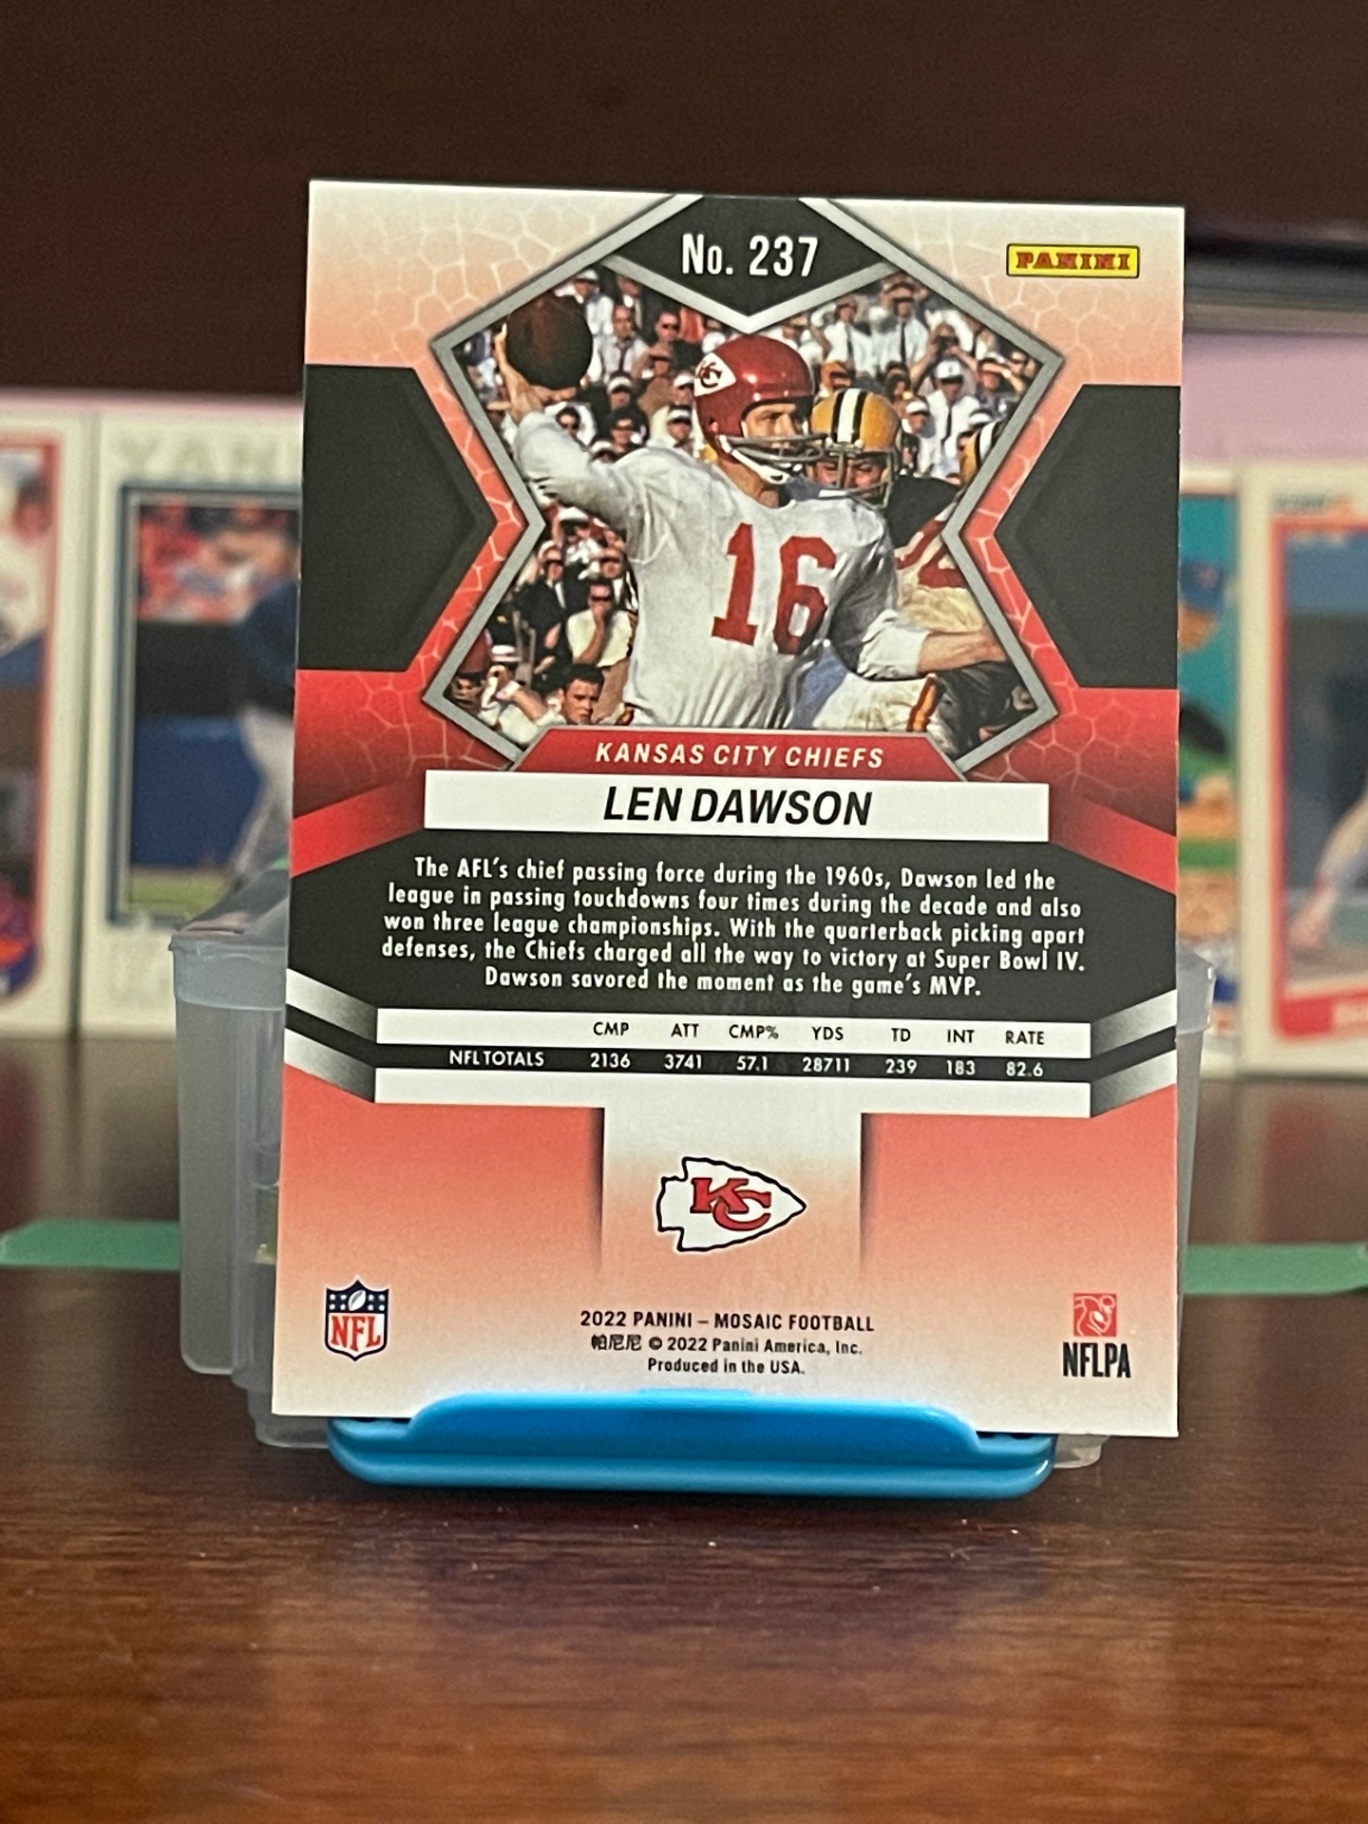 No. 237
PANINI
KC
16
KANSAS CITY CHIEFS
LEN DAWSON
The AFL's chief passing force during the 1960s, Dawson led the
league in passing touchdowns four times during the decade and also
won three league championships. With the quarterback picking apart
defenses, the Chiefs charged all the way to victory at Super Bowl IV.
Dawson savored the moment as the game's MVP.
CMP ATT CMP% YDS TD INT RATE
NFL TOTALS 2136 3741 57.1 28711 239 183 82.6
KC
NFL
2022 PANINI – MOSAIC FOOTBALL
帕尼尼 © 2022 Panini America, Inc.
Produced in the USA.
NFLPA